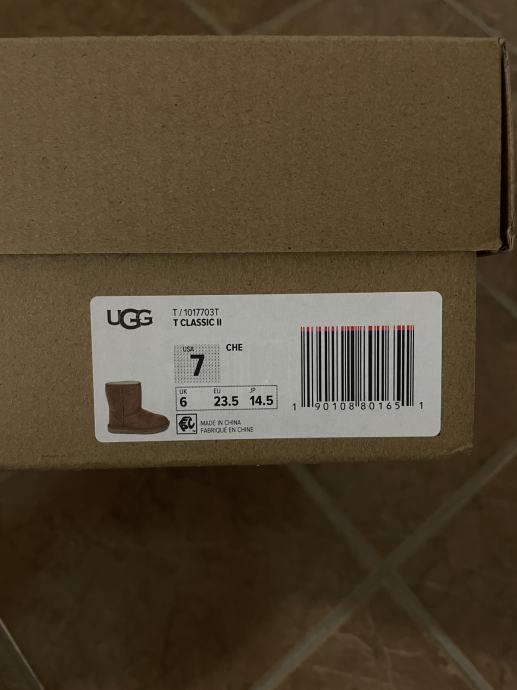 UGG
T / 1017703T
T CLASSIC II
USA
7
CHE
UK EU JP
6 23.5 14.5
MADE IN CHINA
FABRIQUÉ EN CHINE
1 90108 80165 1